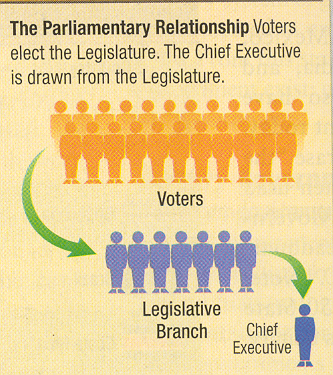 The Parliamentary Relationship Voters
elect the Legislature. The Chief Executive
is drawn from the Legislature.
Voters
Legislative
Branch
Chief
Executive